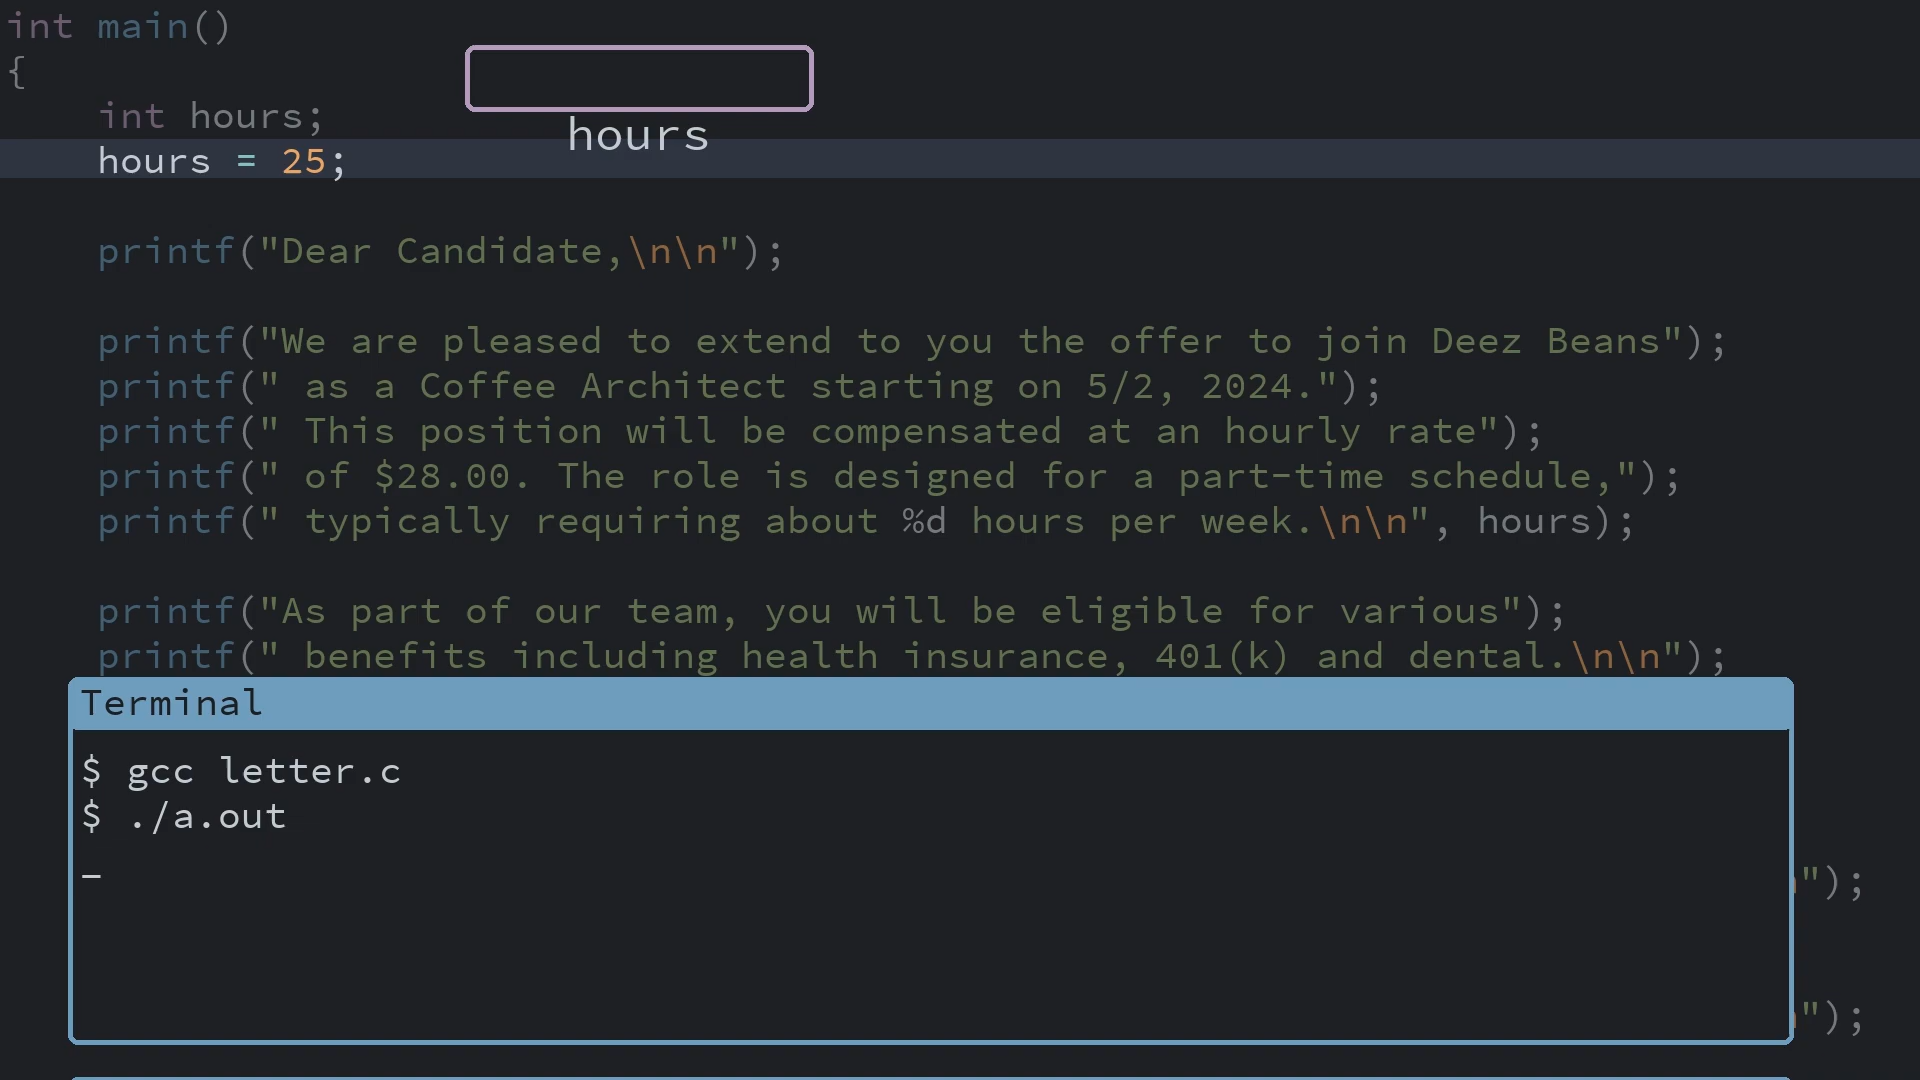 int main()
{
int hours;
hours
hours = 25;
printf("Dear Candidate,\n\n");
printf("We are pleased to extend to you the offer to join Deez Beans");
printf(" as a Coffee Architect starting on 5/2, 2024.");
printf(" This position will be compensated at an hourly rate");
printf(" of $28.00. The role is designed for a part-time schedule,");
printf(" typically requiring about %d hours per week.\n\n", hours);
printf("As part of our team, you will be eligible for various");
printf(" benefits including health insurance, 401(k) and dental.\n\n");
Terminal
$ gcc letter.c
$ ./a.out
_
");
");